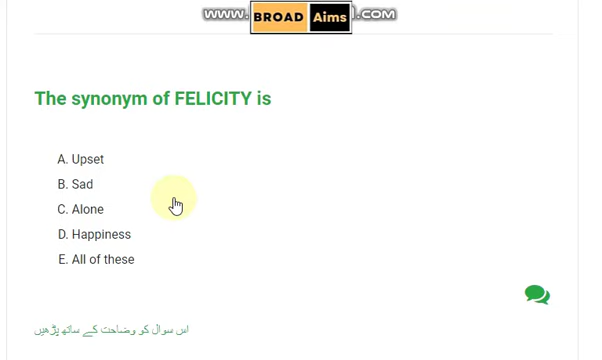 www. l.com
BROAD Aims
The synonym of FELICITY is
A. Upset
B. Sad
C. Alone
D. Happiness
E. All of these
اس سوال کو وضاحت کے ساتھ پڑھیں